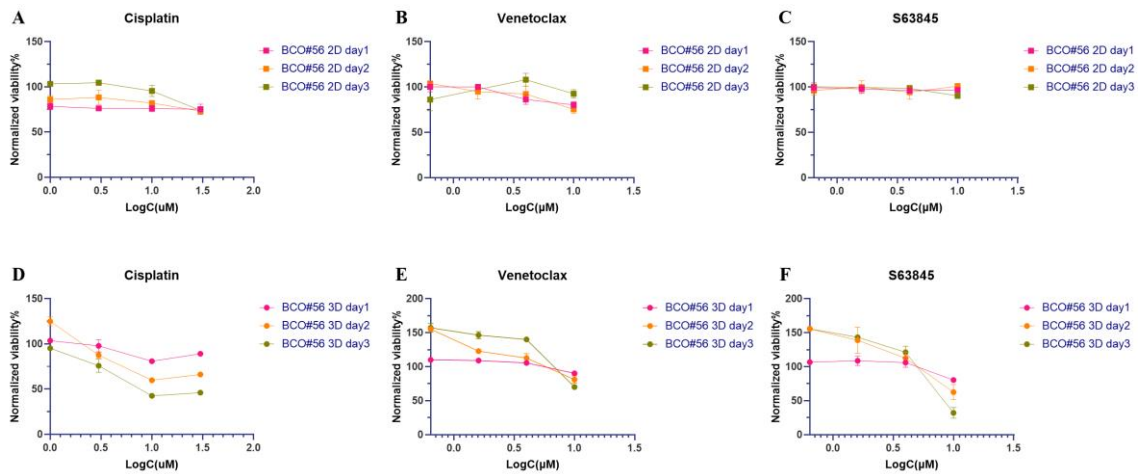 A
Cisplatin
Normalized viability%
150
100
50
0
0.0 0.5 1.0 1.5 2.0
LogC(uM)
BCO#56 2D day1
BCO#56 2D day2
BCO#56 2D day3
B
Venetoclax
Normalized viability%
150
100
50
0
0.0 0.5 1.0 1.5
LogC(μM)
BCO#56 2D day1
BCO#56 2D day2
BCO#56 2D day3
C
S63845
Normalized viability%
150
100
50
0
0.0 0.5 1.0 1.5
LogC(μM)
BCO#56 2D day1
BCO#56 2D day2
BCO#56 2D day3
D
Cisplatin
Normalized viability%
150
100
50
0
0.0 0.5 1.0 1.5 2.0
LogC(uM)
BCO#56 3D day1
BCO#56 3D day2
BCO#56 3D day3
E
Venetoclax
Normalized viability%
200
150
100
50
0
0.0 0.5 1.0 1.5
LogC(μM)
BCO#56 3D day1
BCO#56 3D day2
BCO#56 3D day3
F
S63845
Normalized viability%
200
150
100
50
0
0.0 0.5 1.0 1.5
LogC(μM)
BCO#56 3D day1
BCO#56 3D day2
BCO#56 3D day3